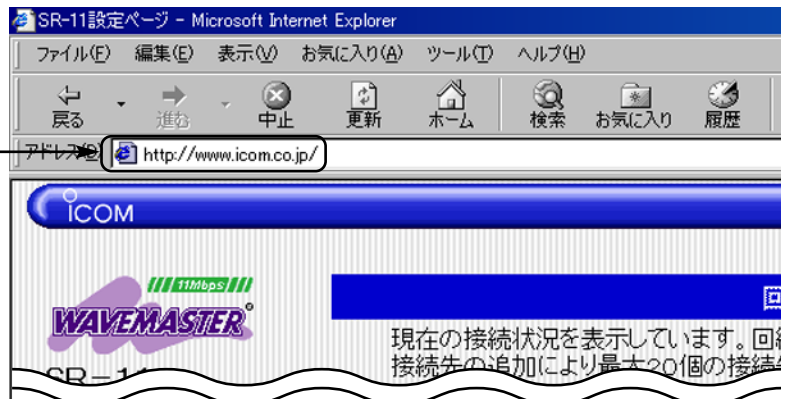 SR-11設定ページ - Microsoft Internet Explorer
ファイル(F) 編集(E) 表示(V) お気に入り(A) ツール(T) ヘルプ(H)
戻る 進む 中止 更新 ホーム 検索 お気に入り 履歴
アドレス(D) http://www.icom.co.jp/
ICOM
11Mbps
WAVEMASTER®
現在の接続状況を表示しています。回
接続先の追加により最大20個の接続
SR-11